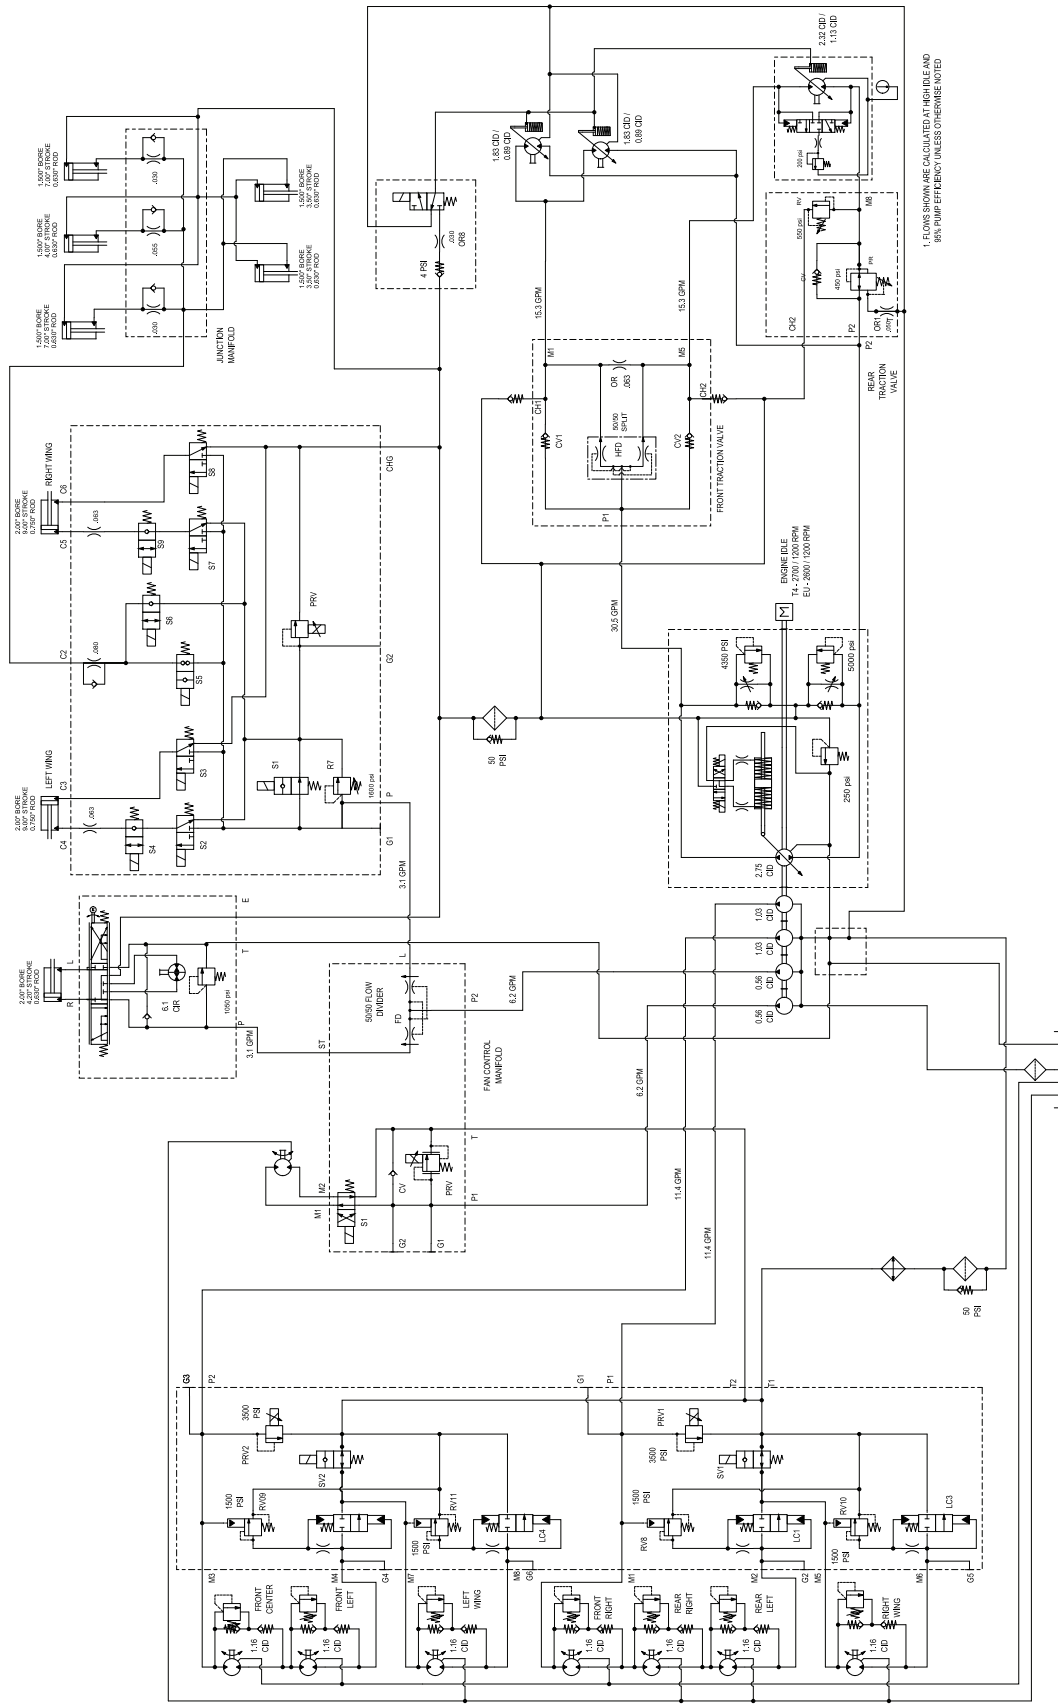 1.500" BORE
7.00" STROKE
0.630" ROD
1.500" BORE
4.00" STROKE
0.630" ROD
1.500" BORE
7.00" STROKE
0.630" ROD
.030
.055
.030
1.500" BORE
3.50" STROKE
0.630" ROD
1.500" BORE
3.50" STROKE
0.630" ROD
JUNCTION
MANIFOLD
4 PSI
.030
OR8
1.83 CID /
0.89 CID
1.83 CID /
0.89 CID
2.32 CID /
1.13 CID
200 psi
1. FLOWS SHOWN ARE CALCULATED AT HIGH IDLE AND
95% PUMP EFFICIENCY UNLESS OTHERWISE NOTED
RV
550 psi
M8
CV
450 psi
PR
CH2
P2
OR1
.050
T
P2
REAR
TRACTION
VALVE
15.3 GPM
15.3 GPM
M1
M5
OR
.063
CH1
CH2
CV1
CV2
50/50
SPLIT
HFD
P1
FRONT TRACTION VALVE
30.5 GPM
ENGINE IDLE
T4 - 2700 / 1200 RPM
EU - 2600 / 1200 RPM
M
4350 PSI
5000 psi
250 psi
2.75
CID
1.03
CID
1.03
CID
0.56
CID
0.56
CID
50
PSI
2.00" BORE
9.00" STROKE
0.750" ROD
RIGHT WING
C6
C5
.063
S9
S8
S7
S6
C2
.080
S5
PRV
CHG
G2
2.00" BORE
9.00" STROKE
0.750" ROD
LEFT WING
C3
C4
.063
S4
S3
S2
S1
R7
1600 psi
P
G1
3.1 GPM
2.00" BORE
4.20" STROKE
0.630" ROD
L
R
E
T
P
6.1
CIR
1050 psi
3.1 GPM
L
ST
50/50 FLOW
DIVIDER
FD
P2
6.2 GPM
FAN CONTROL
MANIFOLD
6.2 GPM
M2
M1
S1
CV
PRV
T
P1
G2
G1
11.4 GPM
11.4 GPM
50
PSI
G3
P2
G1
P1
T2
T1
3500
PSI
PRV2
SV2
1500
PSI
RV09
1500
PSI
RV11
LC4
3500
PSI
PRV1
SV1
1500
PSI
RV8
LC1
1500
PSI
RV10
LC3
M3
M4
G4
M7
M8
G6
M1
M2
G2
M5
M6
G5
FRONT
CENTER
1.16
CID
FRONT
LEFT
1.16
CID
LEFT
WING
1.16
CID
FRONT
RIGHT
1.16
CID
REAR
RIGHT
1.16
CID
REAR
LEFT
1.16
CID
RIGHT
WING
1.16
CID